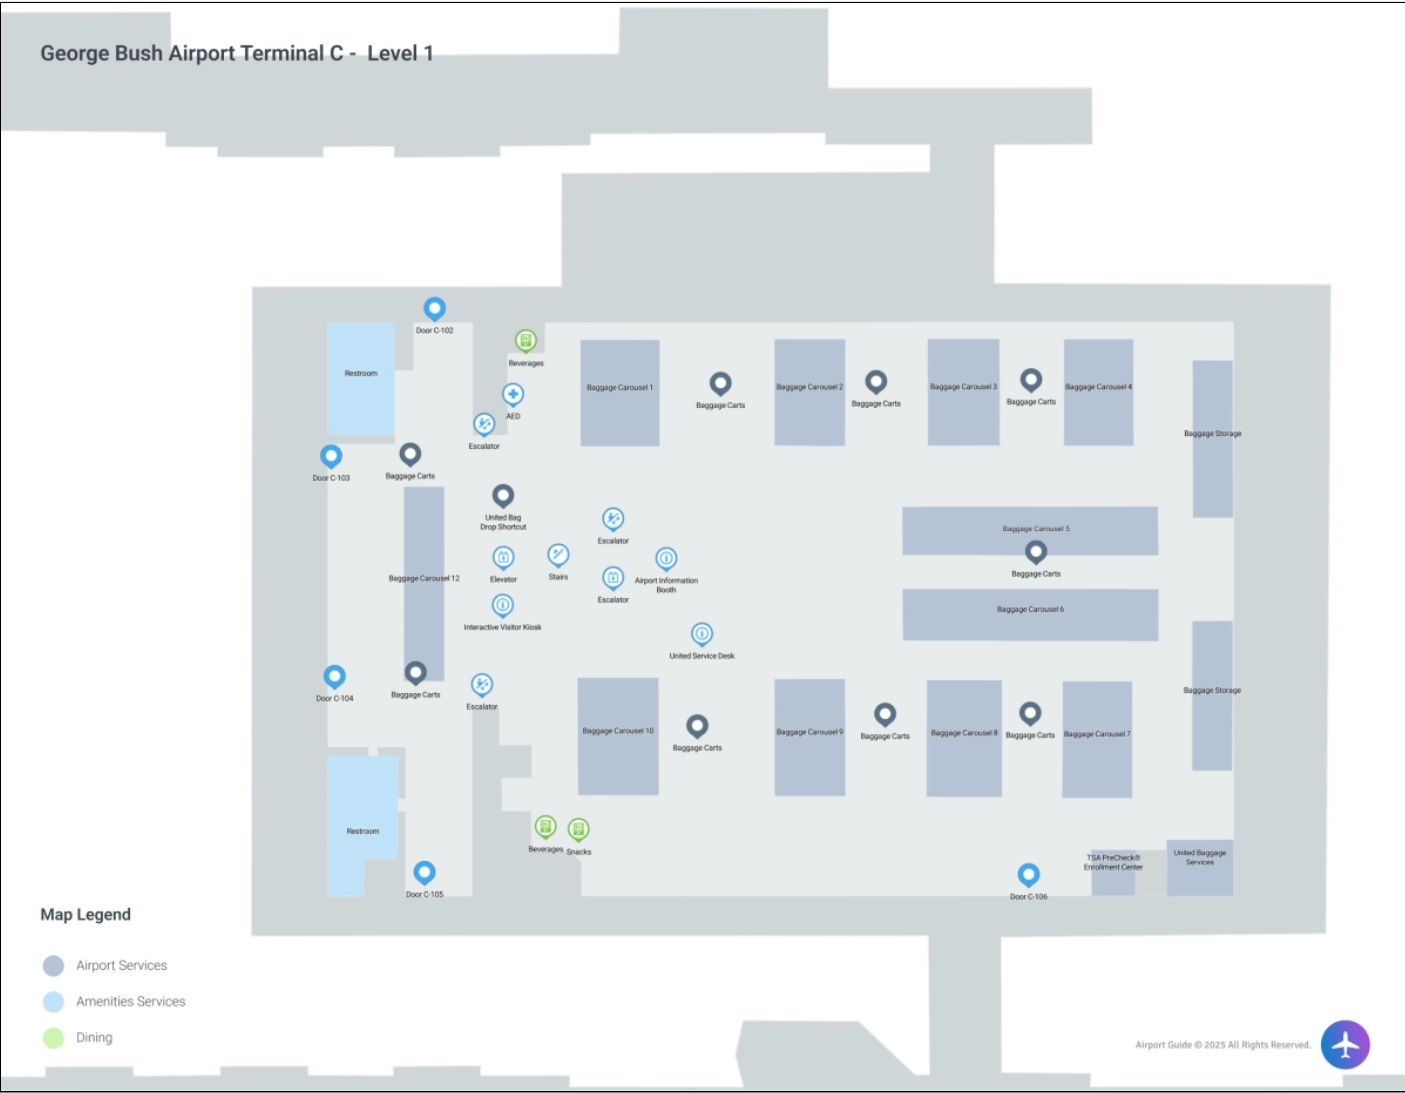 George Bush Airport Terminal C - Level 1
Door C-102
Beverages
Restroom
Baggage Carousel 1
Baggage Carts
Baggage Carousel 2
Baggage Carts
Baggage Carousel 3
Baggage Carts
Baggage Carousel 4
AED
Escalator
Baggage Storage
Door C-103
Baggage Carts
United Bag
Drop Shortcut
Escalator
Baggage Carousel 5
Baggage Carts
Baggage Carousel 12
Elevator
Stairs
Escalator
Airport Information
Booth
Baggage Carousel 6
Interactive Visitor Kiosk
United Service Desk
Door C-104
Baggage Carts
Escalator
Baggage Storage
Baggage Carousel 10
Baggage Carts
Baggage Carousel 9
Baggage Carts
Baggage Carousel 8
Baggage Carts
Baggage Carousel 7
Restroom
Beverages
Snacks
TSA PreCheck®
Enrollment Center
United Baggage
Services
Door C-105
Door C-106
Map Legend
Airport Services
Amenities Services
Dining
Airport Guide © 2025 All Rights Reserved.